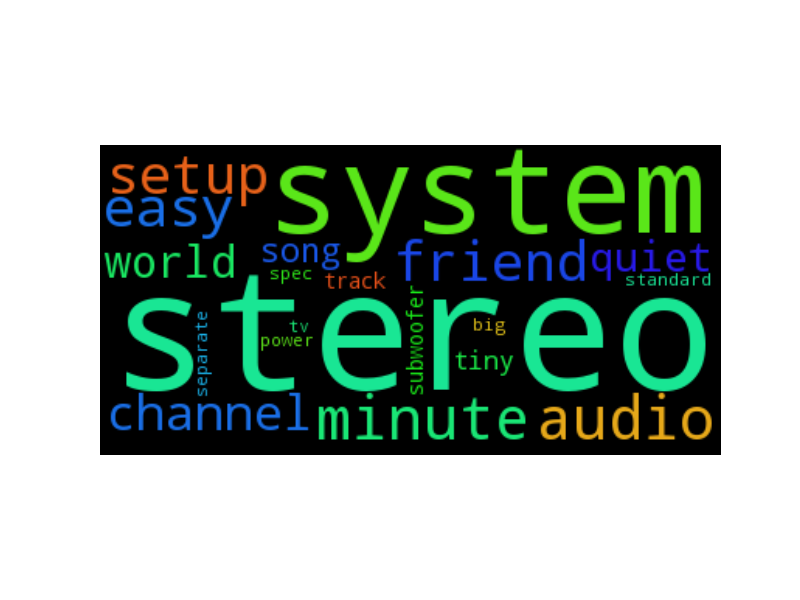 setup system
easy
world song friend quiet
spec track standard
stereo
separate tv power subwoofer big tiny
channel minute audio